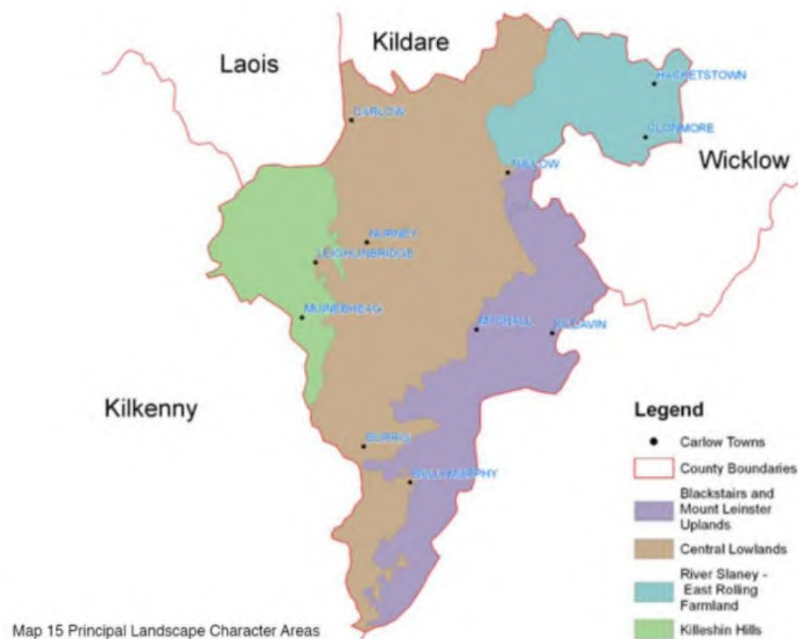 Kildare
Laois
HACKETSTOWN
CARLOW
CLONMORE
Wicklow
TULLOW
NURNEY
LEIGHLINBRIDGE
MUINEBHEAG
MYSHALL
KILDAVIN
Kilkenny
Legend
BORRIS
Carlow Towns
County Boundaries
BALLYMURPHY
Blackstairs and
Mount Leinster
Uplands
Central Lowlands
River Slaney -
East Rolling
Farmland
Killeshin Hills
Map 15 Principal Landscape Character Areas